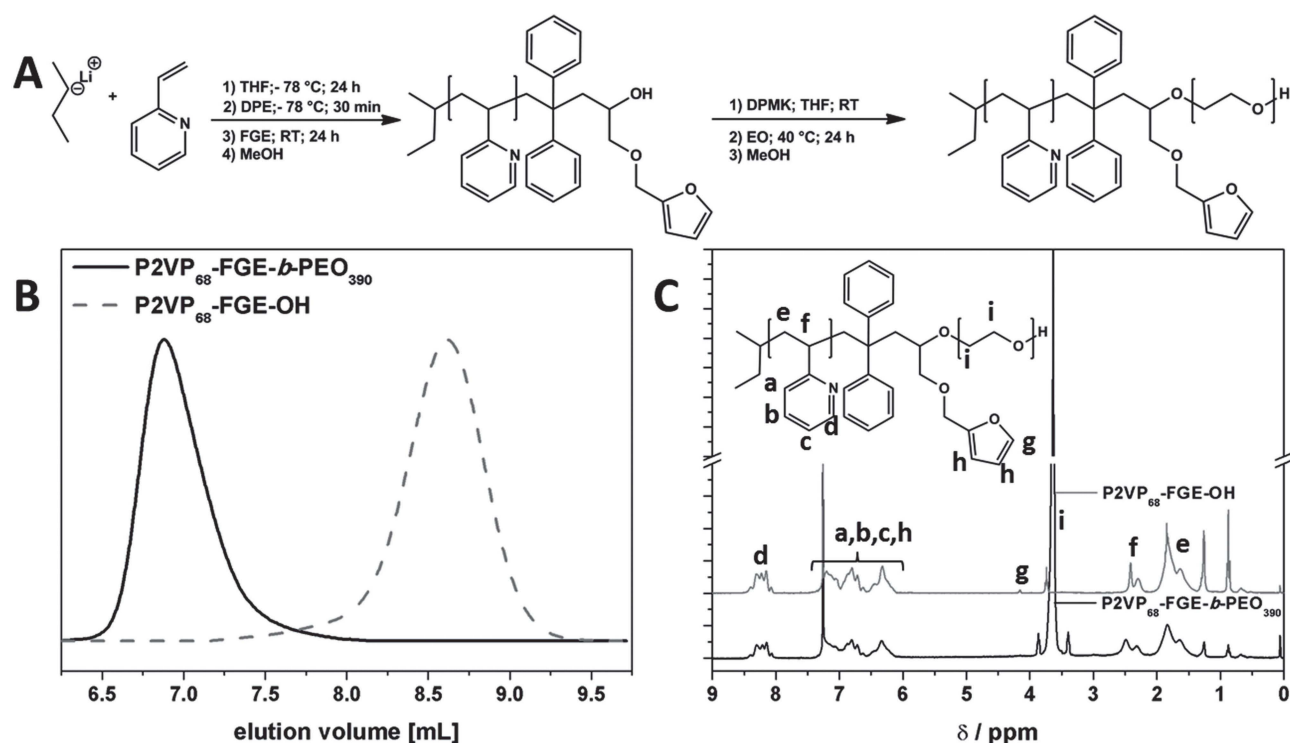 A
Li
⊕
⊖
+
N
1) THF;- 78 °C; 24 h
2) DPE;- 78 °C; 30 min
3) FGE; RT; 24 h
4) MeOH
N
OH
O
O
1) DPMK; THF; RT
2) EO; 40 °C; 24 h
3) MeOH
N
O
O
H
O
O
B
P2VP68-FGE-b-PEO390
P2VP68-FGE-OH
6.5 7.0 7.5 8.0 8.5 9.0 9.5
elution volume [mL]
C
e
f
i
O
O
H
i
a
N
O
b
d
c
O
g
h
h
P2VP68-FGE-OH
i
a,b,c,h
d
g
f
e
P2VP68-FGE-b-PEO390
9 8 7 6 5 4 3 2 1 0
δ / ppm